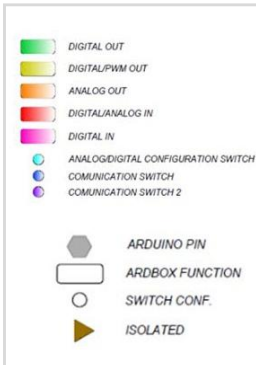 DIGITAL OUT
DIGITAL/PWM OUT
ANALOG OUT
DIGITAL/ANALOG IN
DIGITAL IN
ANALOG/DIGITAL CONFIGURATION SWITCH
COMUNICATION SWITCH
COMUNICATION SWITCH 2
ARDUINO PIN
ARDBOX FUNCTION
SWITCH CONF.
ISOLATED